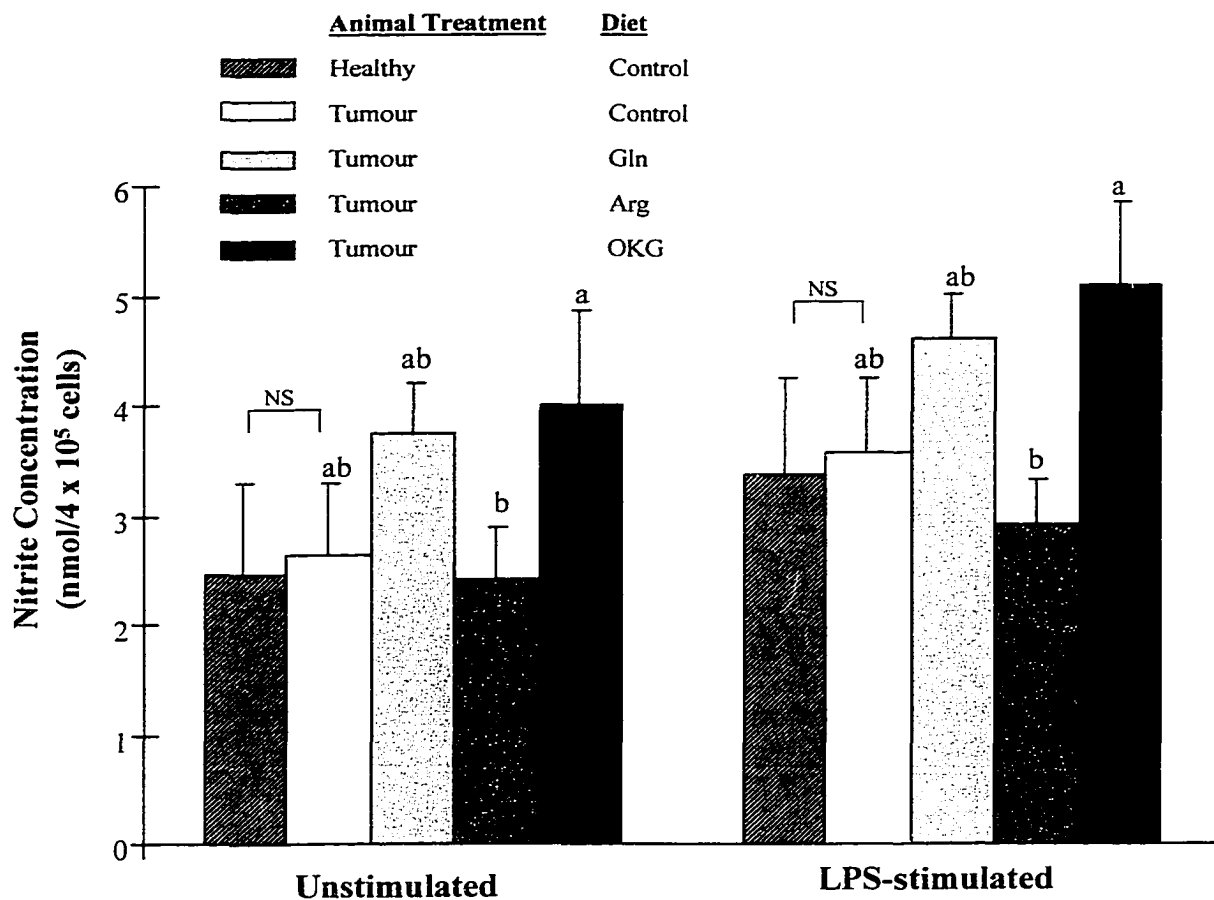 Animal Treatment Diet
Healthy Control
Tumour Control
Tumour Gln
Tumour Arg
Tumour OKG
Nitrite Concentration
(nmol/4 x 10⁵ cells)
6
5
4
3
2
1
0
NS
ab
ab
b
a
NS
ab
ab
b
a
Unstimulated
LPS-stimulated